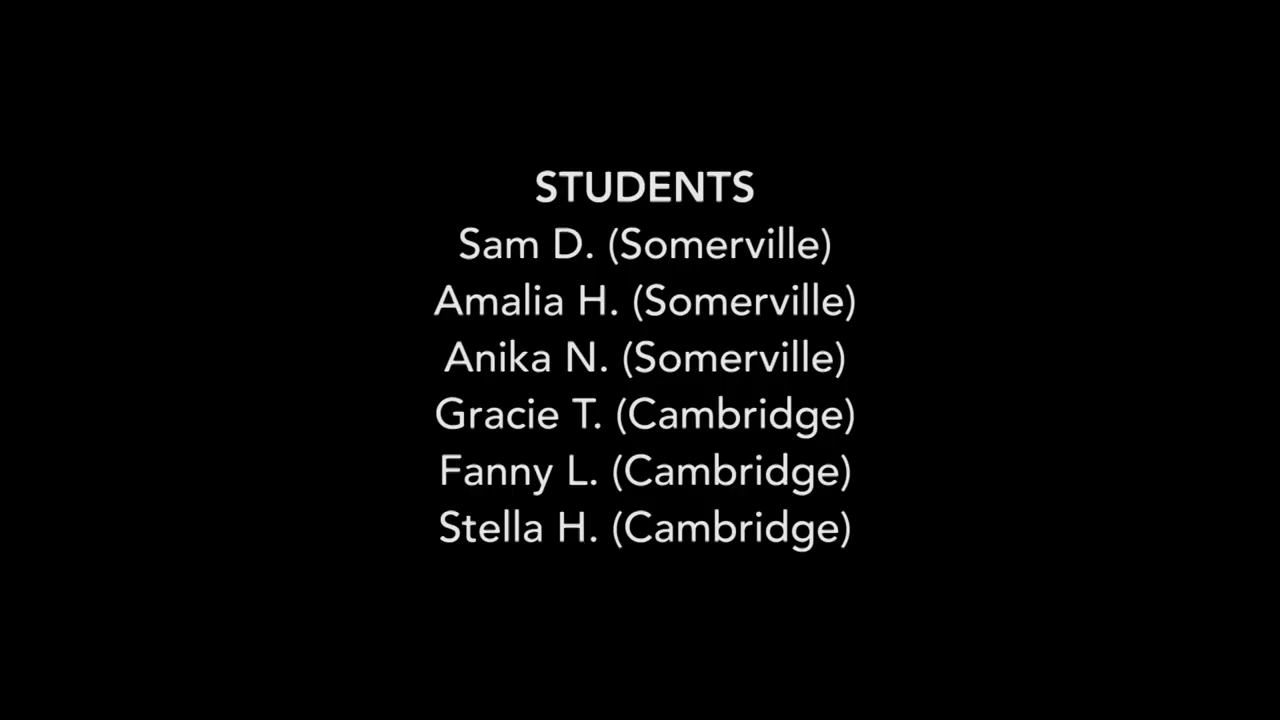 STUDENTS
Sam D. (Somerville)
Amalia H. (Somerville)
Anika N. (Somerville)
Gracie T. (Cambridge)
Fanny L. (Cambridge)
Stella H. (Cambridge)